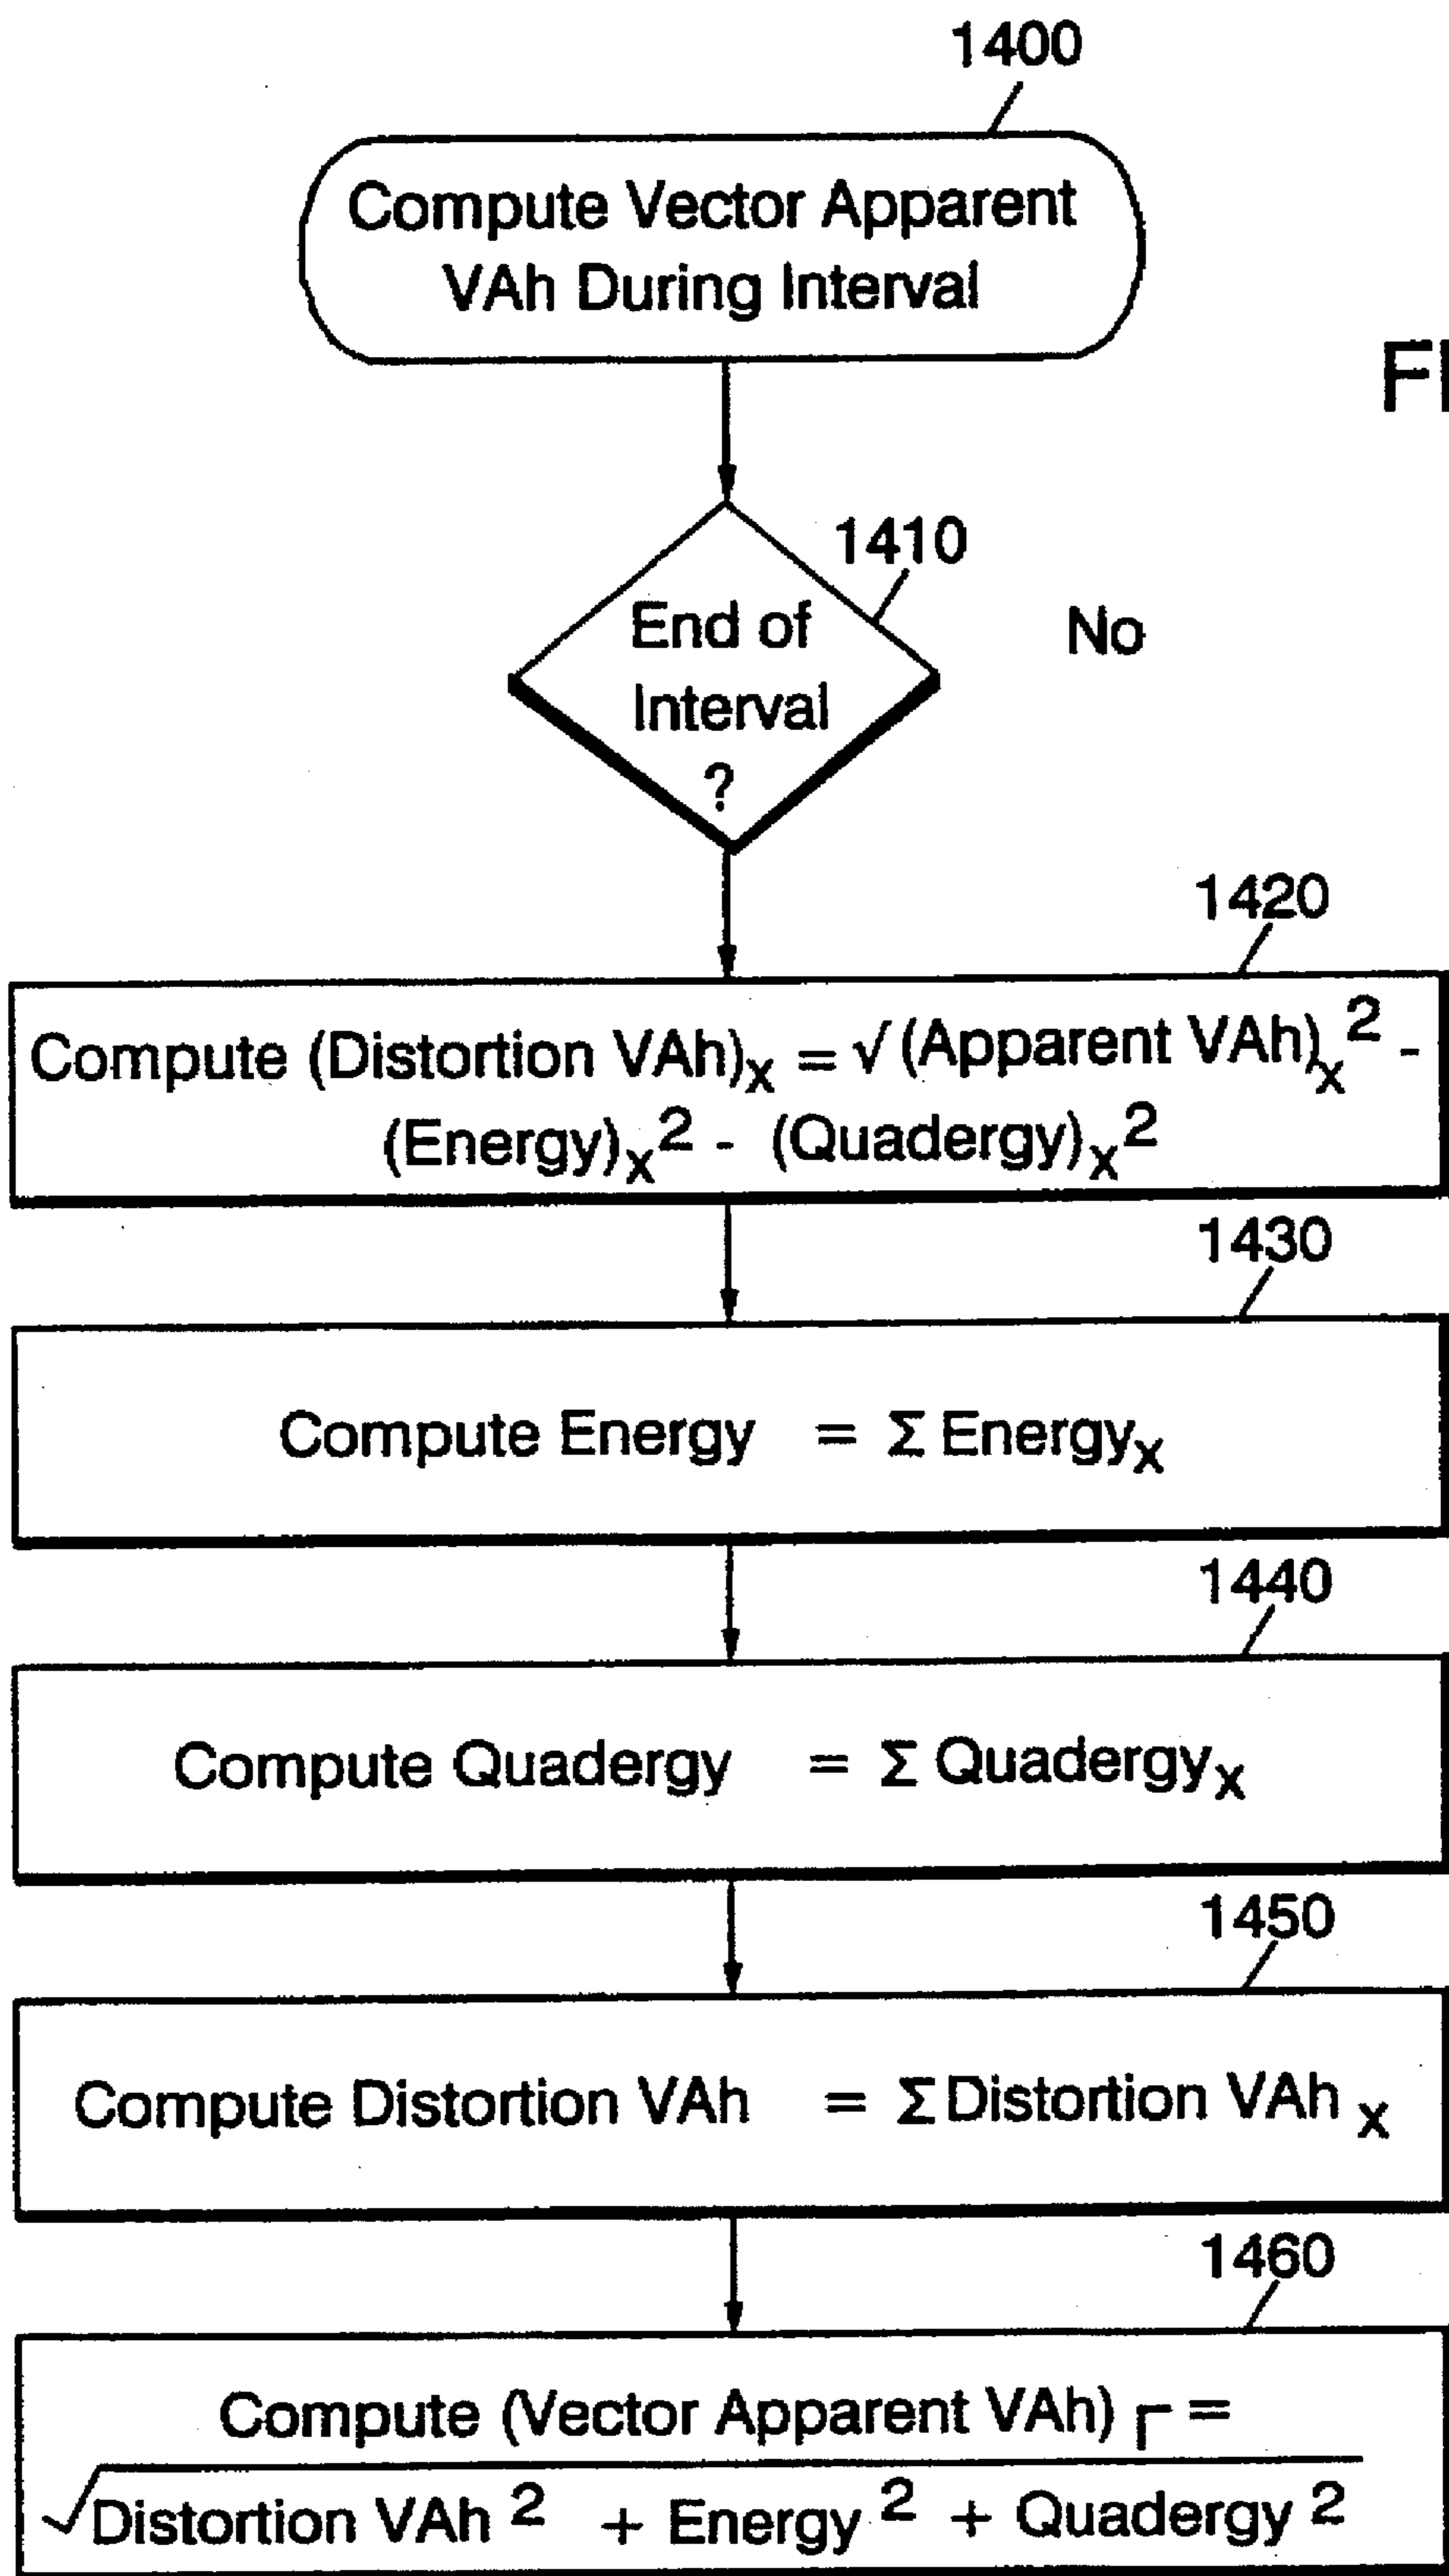 1400
Compute Vector Apparent
VAh During Interval
1410
End of
Interval
?
No
1420
Compute (Distortion VAh)x = √(Apparent VAh)x² -
(Energy)x² - (Quadergy)x²
1430
Compute Energy = Σ Energyx
1440
Compute Quadergy = Σ Quadergyx
1450
Compute Distortion VAh = Σ Distortion VAh x
1460
Compute (Vector Apparent VAh) Γ =
√Distortion VAh ² + Energy ² + Quadergy ²